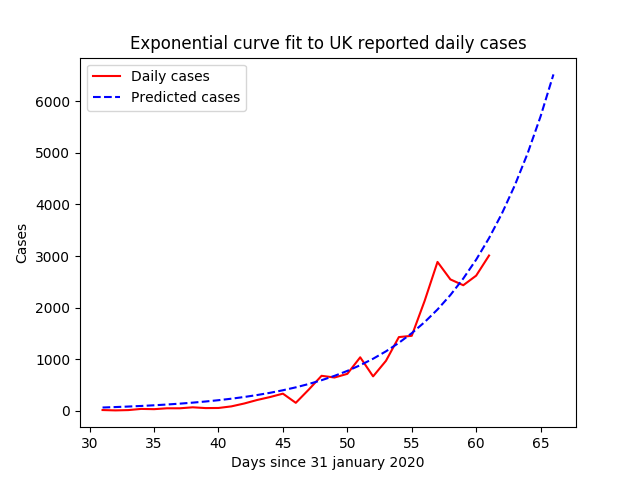 Exponential curve fit to UK reported daily cases
Daily cases
Predicted cases
6000
5000
4000
3000
2000
1000
0
Cases
30 35 40 45 50 55 60 65
Days since 31 january 2020